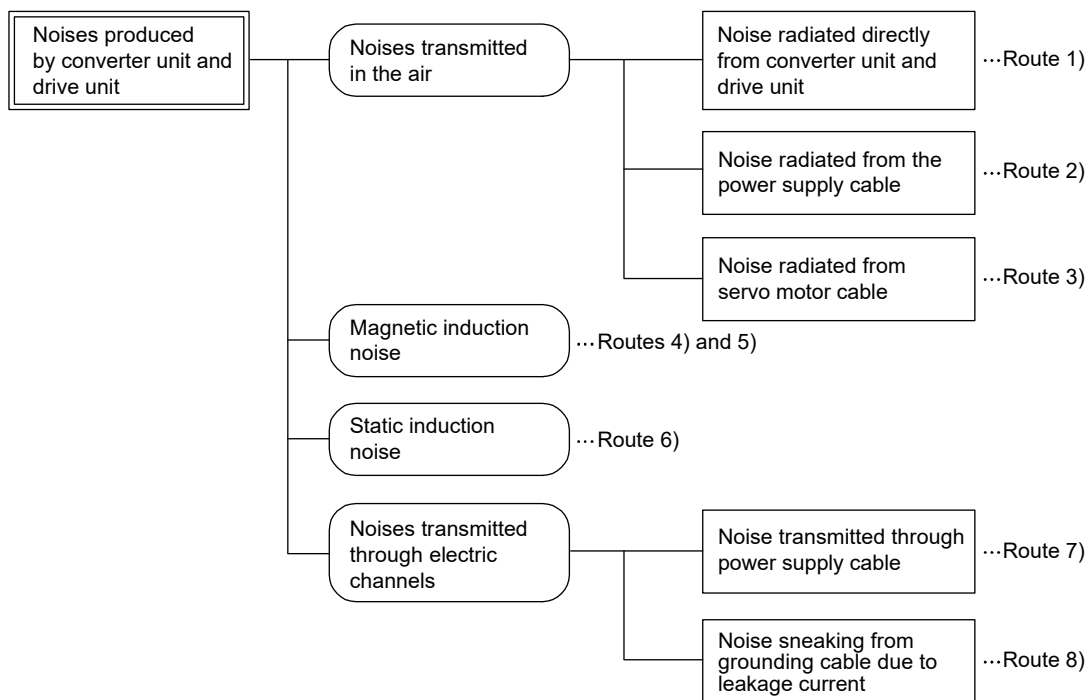 Noises produced
by converter unit and
drive unit
Noises transmitted
in the air
Noise radiated directly
from converter unit and
drive unit
…Route 1)
Noise radiated from the
power supply cable
…Route 2)
Noise radiated from
servo motor cable
…Route 3)
Magnetic induction
noise
…Routes 4) and 5)
Static induction
noise
…Route 6)
Noises transmitted
through electric
channels
Noise transmitted through
power supply cable
…Route 7)
Noise sneaking from
grounding cable due to
leakage current
…Route 8)